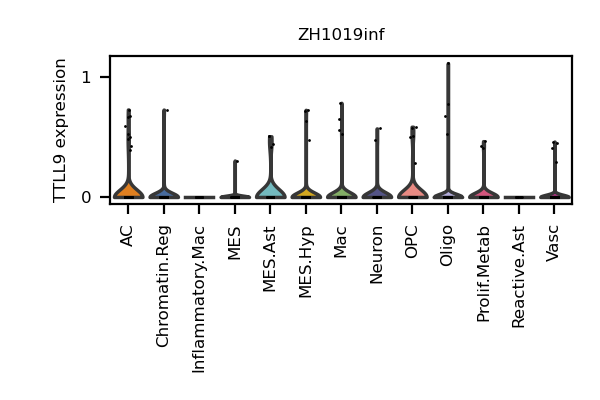 ZH1019inf
TTLL9 expression
1
0
AC
Chromatin.Reg
Inflammatory.Mac
MES
MES.Ast
MES.Hyp
Mac
Neuron
OPC
Oligo
Prolif.Metab
Reactive.Ast
Vasc